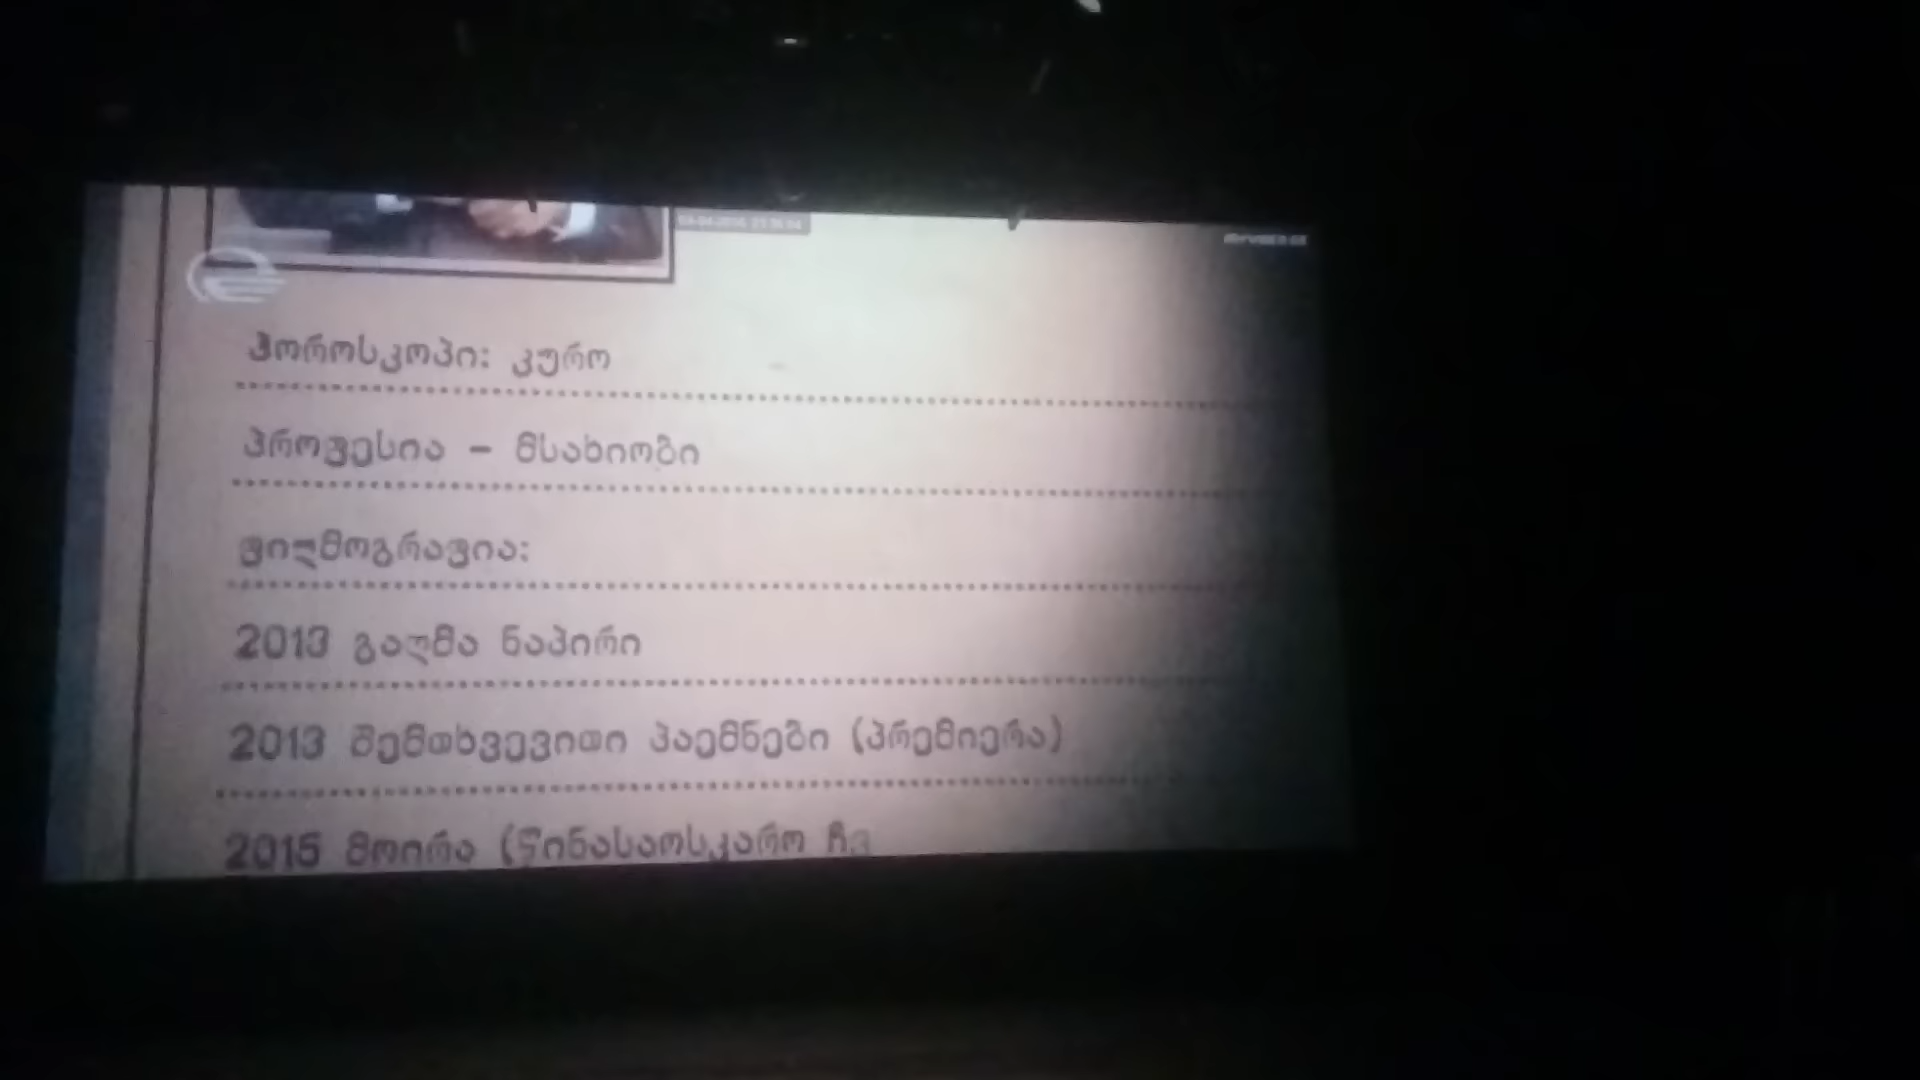 ჰოროსკოპი: კურო
პროფესია - მსახიობი
ფილმოგრაფია:
2013 გაღმა ნაპირი
2013 შემთხვევითი პაემნები (პრემიერა)
2015 მოირა (წინასაოსკარო